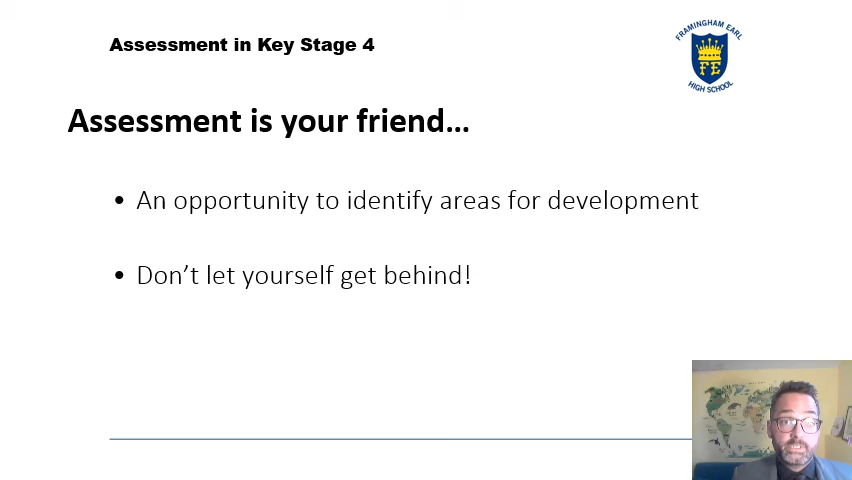 Assessment in Key Stage 4
FRAMINGHAM EARL
FE
HIGH SCHOOL
Assessment is your friend...
• An opportunity to identify areas for development
• Don’t let yourself get behind!